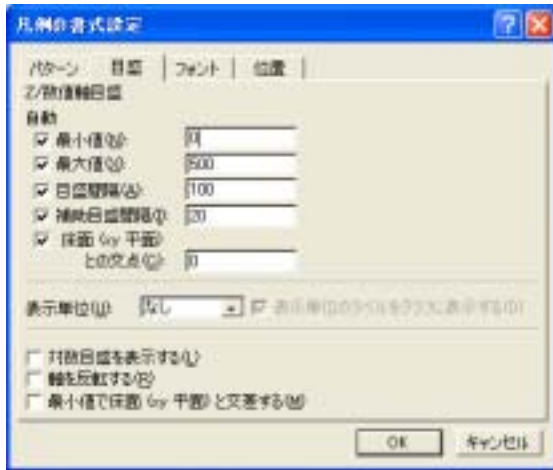 凡例の書式設定
パターン 目盛 フォント 位置
Z/数値軸目盛
自動
最小値(N): 0
最大値(X): 500
目盛間隔(A): 100
補助目盛間隔(I): 20
床面 (xy 平面)
との交点(C): 0
表示単位(U): なし 表示単位のラベルをグラフに表示する(D)
対数目盛を表示する(L)
軸を反転する(R)
最小値で床面 (xy 平面) と交差する(M)
OK キャンセル